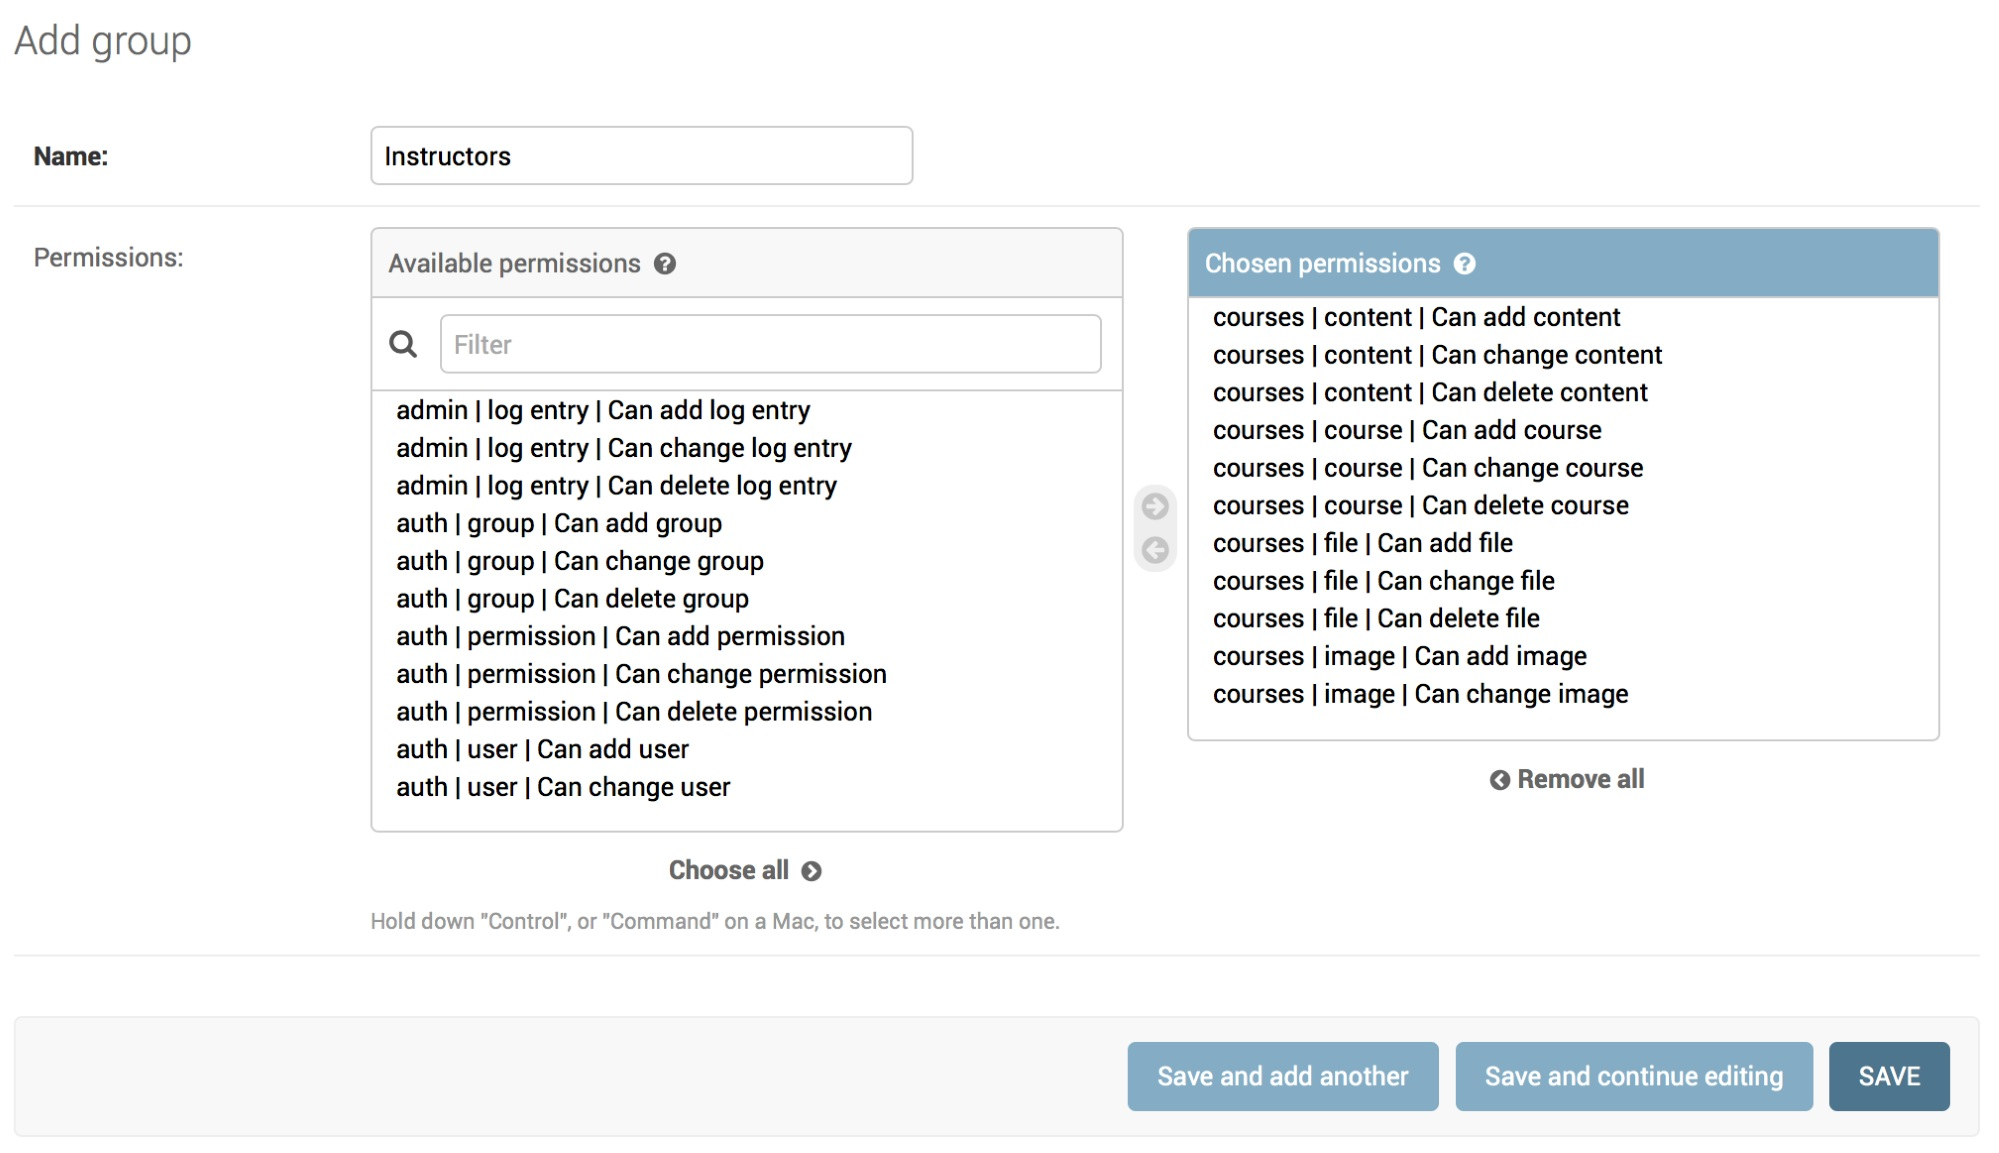 Add group
Name:
Instructors
Permissions:
Available permissions
Filter
admin | log entry | Can add log entry
admin | log entry | Can change log entry
admin | log entry | Can delete log entry
auth | group | Can add group
auth | group | Can change group
auth | group | Can delete group
auth | permission | Can add permission
auth | permission | Can change permission
auth | permission | Can delete permission
auth | user | Can add user
auth | user | Can change user
Choose all
Hold down "Control", or "Command" on a Mac, to select more than one.
Chosen permissions
courses | content | Can add content
courses | content | Can change content
courses | content | Can delete content
courses | course | Can add course
courses | course | Can change course
courses | course | Can delete course
courses | file | Can add file
courses | file | Can change file
courses | file | Can delete file
courses | image | Can add image
courses | image | Can change image
Remove all
Save and add another
Save and continue editing
SAVE